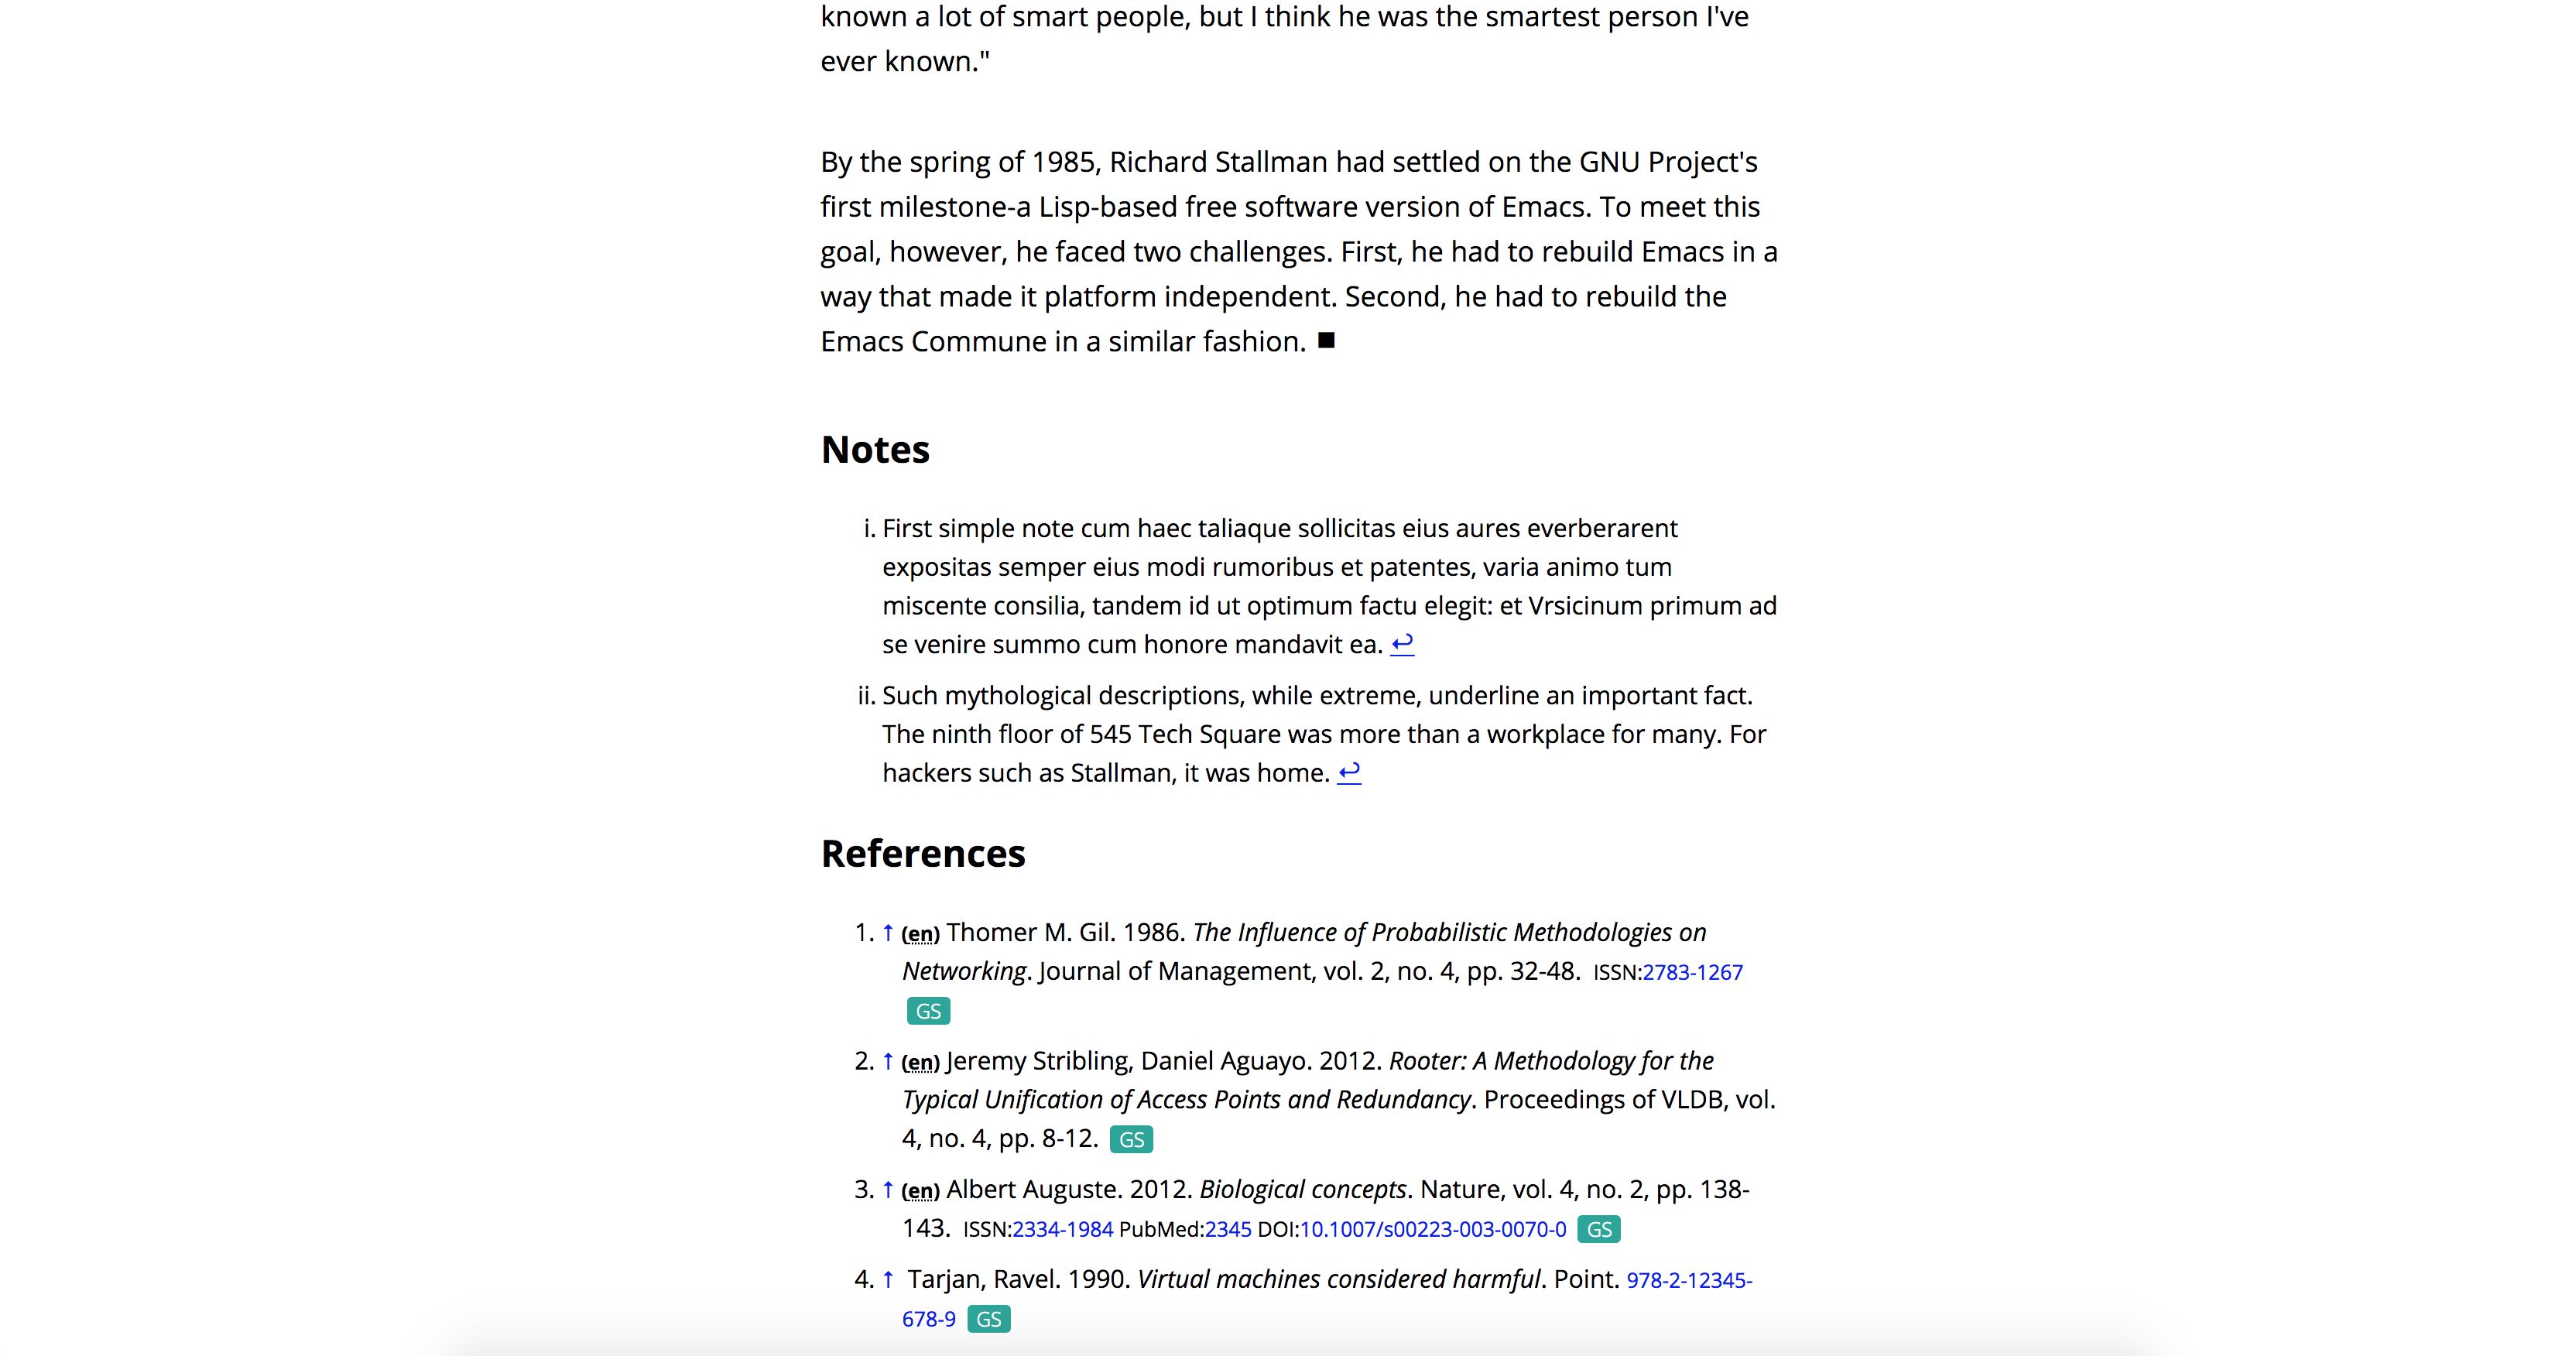 known a lot of smart people, but I think he was the smartest person I've
ever known."
By the spring of 1985, Richard Stallman had settled on the GNU Project's
first milestone-a Lisp-based free software version of Emacs. To meet this
goal, however, he faced two challenges. First, he had to rebuild Emacs in a
way that made it platform independent. Second, he had to rebuild the
Emacs Commune in a similar fashion. ■
Notes
i. First simple note cum haec taliaque sollicitas eius aures everberarent
expositas semper eius modi rumoribus et patentes, varia animo tum
miscente consilia, tandem id ut optimum factu elegit: et Vrsicinum primum ad
se venire summo cum honore mandavit ea. ↩
ii. Such mythological descriptions, while extreme, underline an important fact.
The ninth floor of 545 Tech Square was more than a workplace for many. For
hackers such as Stallman, it was home. ↩
References
1. ↑ (en) Thomer M. Gil. 1986. The Influence of Probabilistic Methodologies on
Networking. Journal of Management, vol. 2, no. 4, pp. 32-48. ISSN:2783-1267
GS
2. ↑ (en) Jeremy Stribling, Daniel Aguayo. 2012. Rooter: A Methodology for the
Typical Unification of Access Points and Redundancy. Proceedings of VLDB, vol.
4, no. 4, pp. 8-12. GS
3. ↑ (en) Albert Auguste. 2012. Biological concepts. Nature, vol. 4, no. 2, pp. 138-
143. ISSN:2334-1984 PubMed:2345 DOI:10.1007/s00223-003-0070-0 GS
4. ↑ Tarjan, Ravel. 1990. Virtual machines considered harmful. Point. 978-2-12345-
678-9 GS